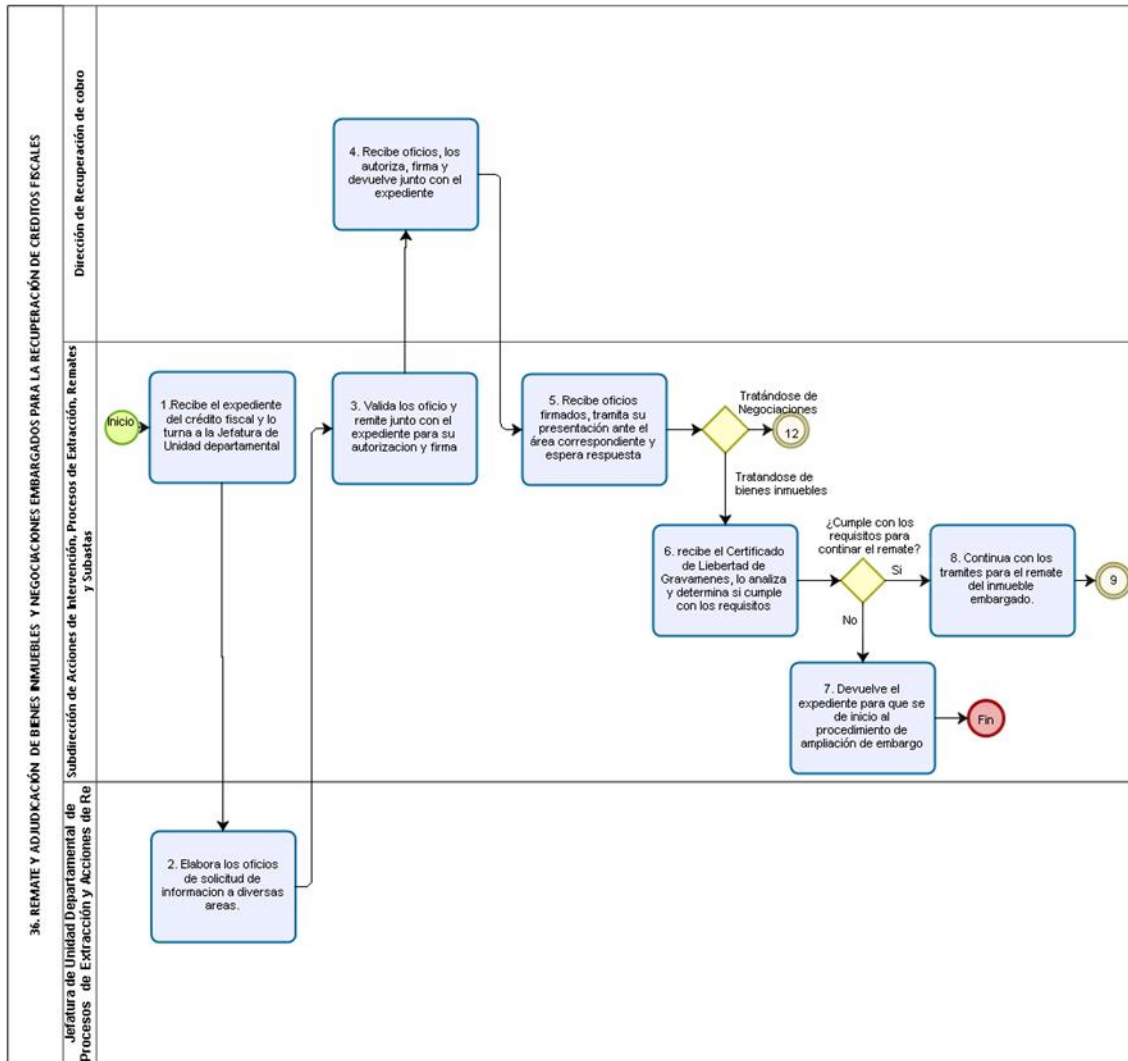 36. REMATE Y ADJUDICACIÓN DE BIENES INMUEBLES Y NEGOCIACIONES EMBARGADOS PARA LA RECUPERACIÓN DE CREDITOS FISCALES
Dirección de Recuperación de cobro
4. Recibe oficios, los
autoriza, firma y
devuelve junto con el
expediente
Subdirección de Acciones de Intervención, Procesos de Extracción, Remates
y Subastas
Inicio
1.Recibe el expediente
del crédito fiscal y lo
turna a la Jefatura de
Unidad departamental
3. Valida los oficio y
remite junto con el
expediente para su
autorizacion y firma
5. Recibe oficios
firmados, tramita su
presentación ante el
área correspondiente y
espera respuesta
Tratándose de
Negociaciones
12
Tratandose de
bienes inmuebles
6. recibe el Certificado
de Liebertad de
Gravamenes, lo analiza
y determina si cumple
con los requisitos
¿Cumple con los
requisitos para
continar el remate?
Si
8. Continua con los
tramites para el remate
del inmueble
embargado.
9
No
7. Devuelve el
expediente para que se
de inicio al
procedimiento de
ampliación de embargo
Fin
Jefatura de Unidad Departamental de
Procesos de Extracción y Acciones de Re
2. Elabora los oficios
de solicitud de
informacion a diversas
areas.